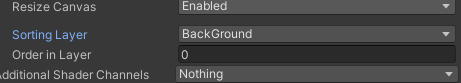 Resize Canvas Enabled
Sorting Layer BackGround
Order in Layer 0
Additional Shader Channels Nothing